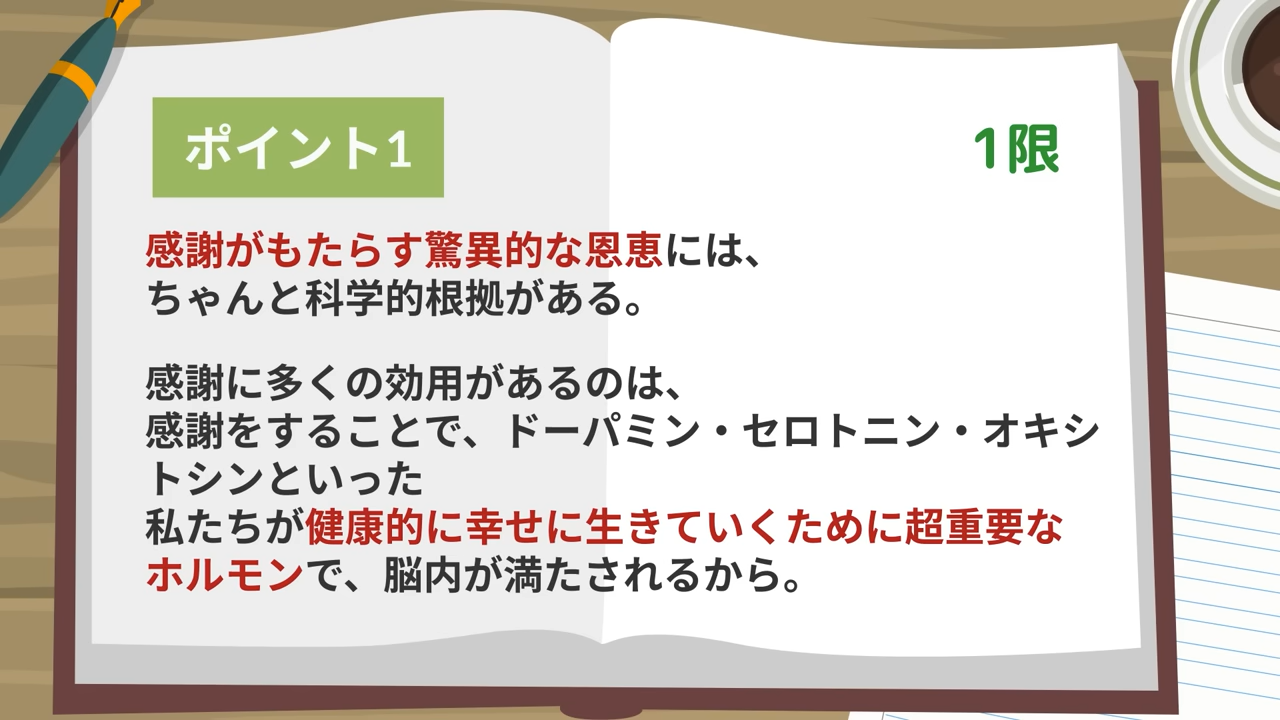 ポイント1
1限
感謝がもたらす驚異的な恩恵には、
ちゃんと科学的根拠がある。
感謝に多くの効用があるのは、
感謝をすることで、ドーパミン・セロトニン・オキシ
トシンといった
私たちが健康的に幸せに生きていくために超重要な
ホルモンで、脳内が満たされるから。